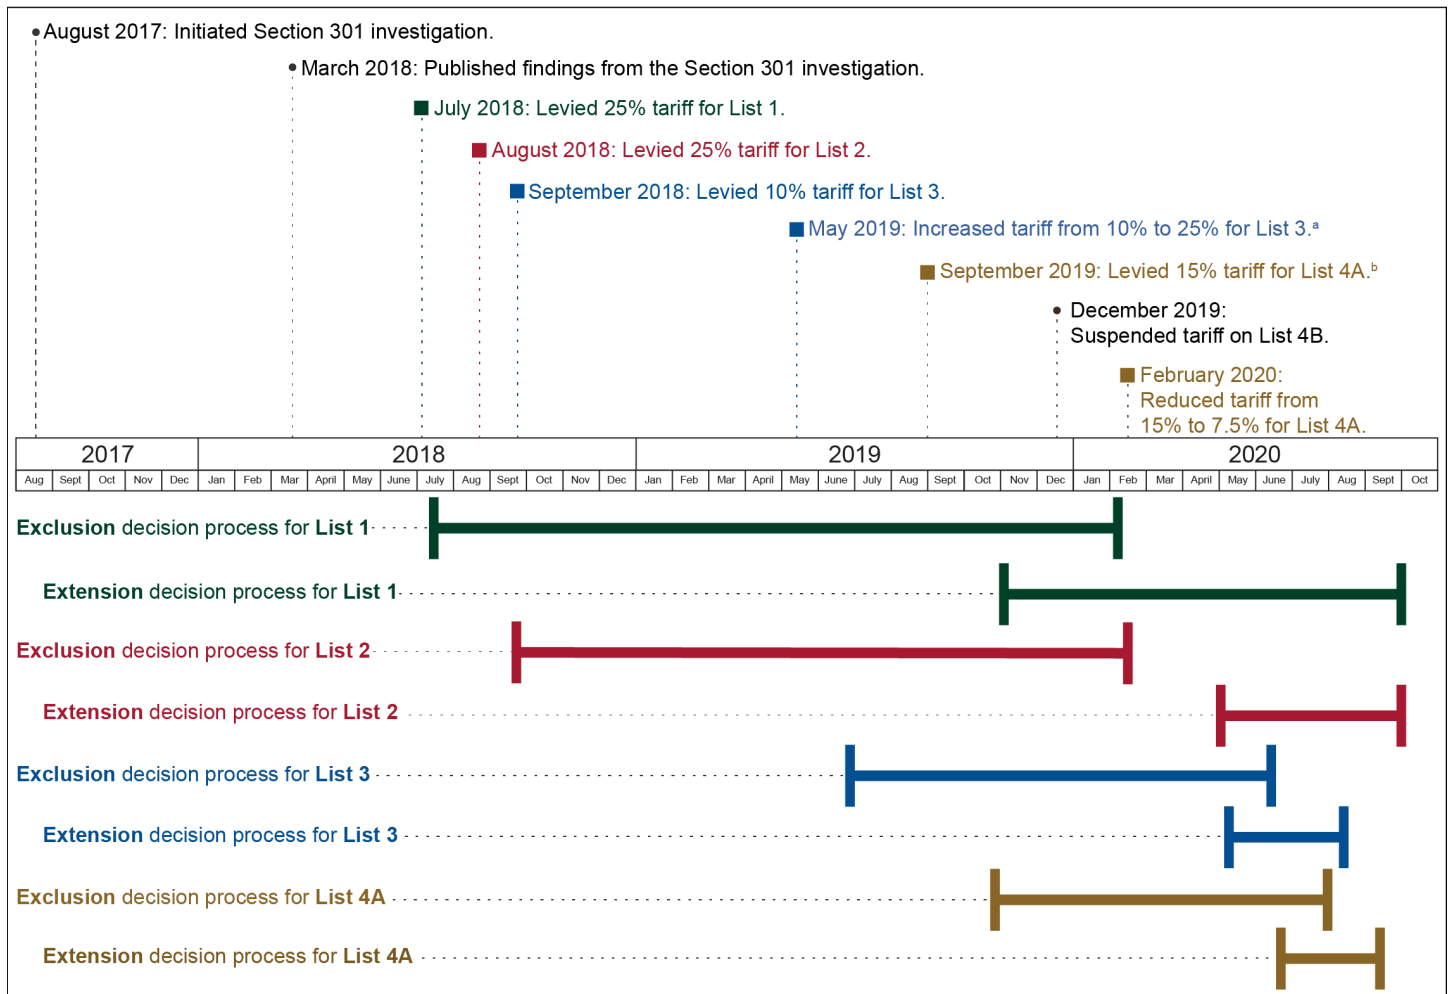 August 2017: Initiated Section 301 investigation.
March 2018: Published findings from the Section 301 investigation.
July 2018: Levied 25% tariff for List 1.
August 2018: Levied 25% tariff for List 2.
September 2018: Levied 10% tariff for List 3.
May 2019: Increased tariff from 10% to 25% for List 3.ᵃ
September 2019: Levied 15% tariff for List 4A.ᵇ
December 2019:
Suspended tariff on List 4B.
February 2020:
Reduced tariff from
15% to 7.5% for List 4A.
2017 2018 2019 2020
Aug Sept Oct Nov Dec Jan Feb Mar April May June July Aug Sept Oct Nov Dec Jan Feb Mar April May June July Aug Sept Oct Nov Dec Jan Feb Mar April May June July Aug Sept Oct
Exclusion decision process for List 1
Extension decision process for List 1
Exclusion decision process for List 2
Extension decision process for List 2
Exclusion decision process for List 3
Extension decision process for List 3
Exclusion decision process for List 4A
Extension decision process for List 4A